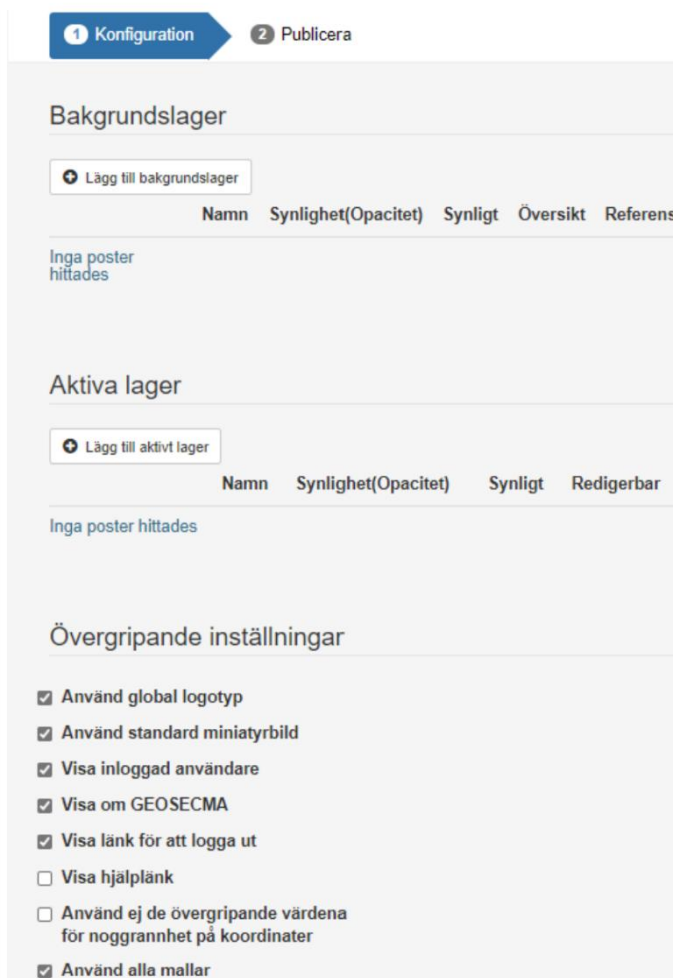 1 Konfiguration 2 Publicera
Bakgrundslager
Lägg till bakgrundslager
Namn Synlighet(Opacitet) Synligt Översikt Referens
Inga poster
hittades
Aktiva lager
Lägg till aktivt lager
Namn Synlighet(Opacitet) Synligt Redigerbar
Inga poster hittades
Övergripande inställningar
Använd global logotyp
Använd standard miniatyrbild
Visa inloggad användare
Visa om GEOSECMA
Visa länk för att logga ut
Visa hjälplänk
Använd ej de övergripande värdena
för noggrannhet på koordinater
Använd alla mallar